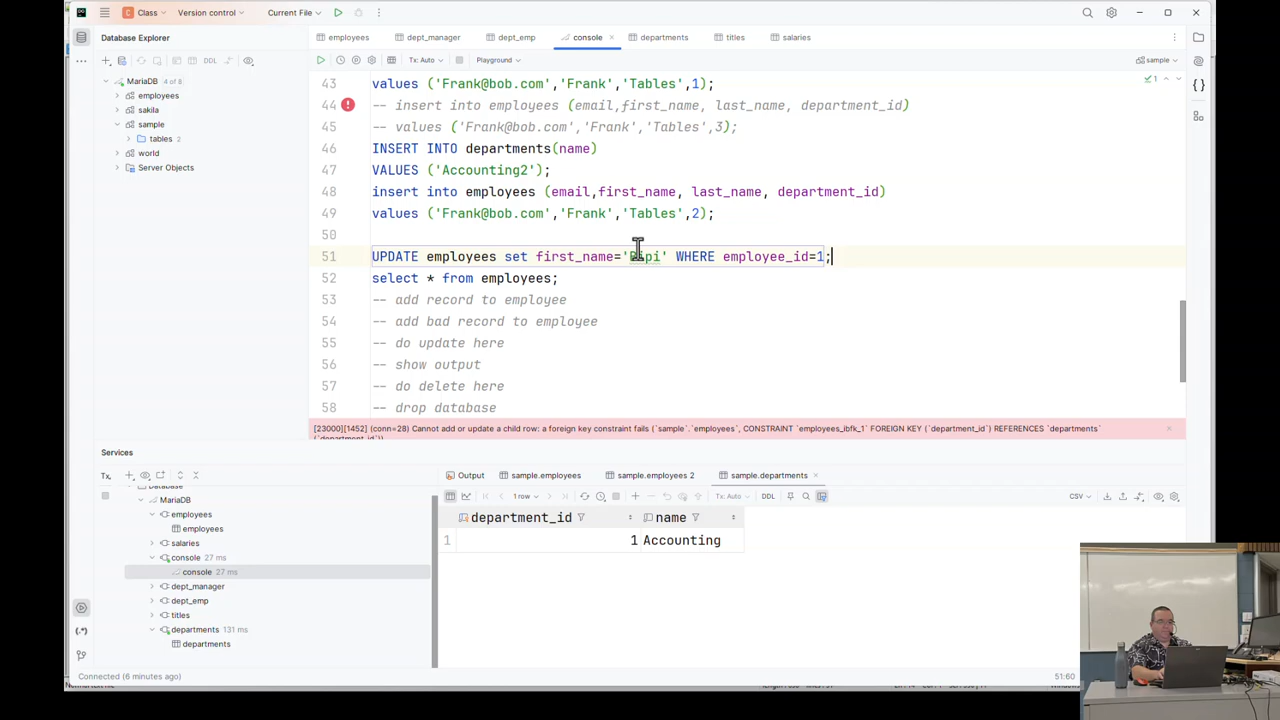 Class
Version control
Current File
Database Explorer
employees
dept_manager
dept_emp
console
departments
titles
salaries
DDL
Tx: Auto
Playground
sample
MariaDB 4 of 8
employees
sakila
sample
tables 2
world
Server Objects
1
43 values ('Frank@bob.com','Frank','Tables',1);
44 -- insert into employees (email,first_name, last_name, department_id)
45 -- values ('Frank@bob.com','Frank','Tables',3);
46 INSERT INTO departments(name)
47 VALUES ('Accounting2');
48 insert into employees (email,first_name, last_name, department_id)
49 values ('Frank@bob.com','Frank','Tables',2);
50
51 UPDATE employees set first_name=' WHERE employee_id=1;
52 select * from employees;
53 -- add record to employee
54 -- add bad record to employee
55 -- do update here
56 -- show output
57 -- do delete here
58 -- drop database
[23000][1452] (conn=28) Cannot add or update a child row: a foreign key constraint fails (`sample`.`employees`, CONSTRAINT `employees_ibfk_1` FOREIGN KEY (`department_id`) REFERENCES `departments`
(`department_id`))
Services
Tx
Database
MariaDB
employees
employees
salaries
console 27 ms
console 27 ms
dept_manager
dept_emp
titles
departments 131 ms
departments
Output
sample.employees
sample.employees 2
sample.departments
1 row
Tx: Auto
DDL
CSV
department_id name
1 1 Accounting
Connected (6 minutes ago)
51:60